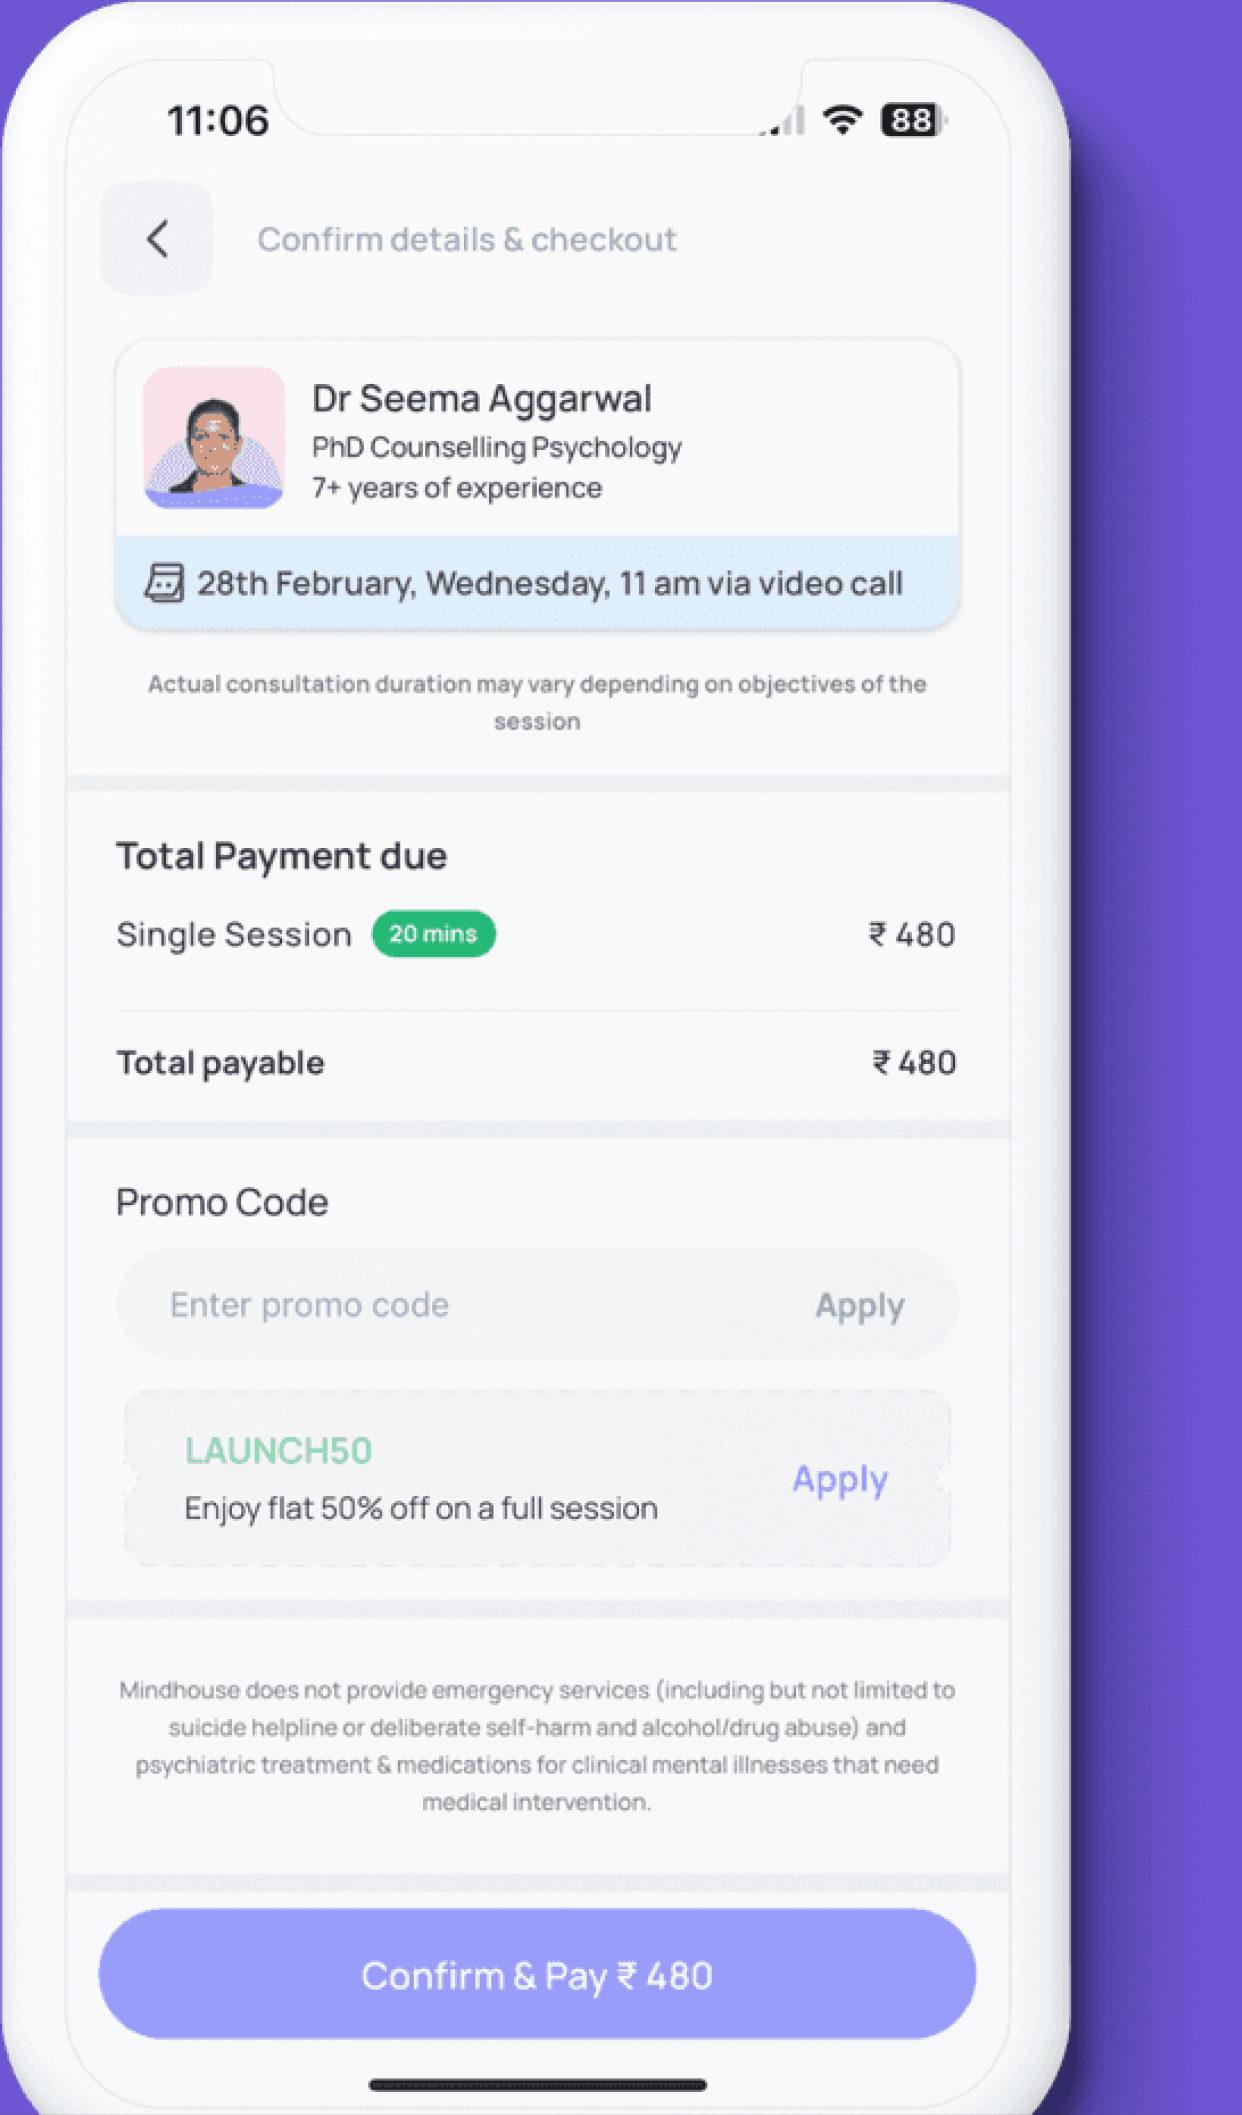 11:06
88
Confirm details & checkout
Dr Seema Aggarwal
PhD Counselling Psychology
7+ years of experience
28th February, Wednesday, 11 am via video call
Actual consultation duration may vary depending on objectives of the
session
Total Payment due
Single Session 20 mins ₹ 480
Total payable ₹ 480
Promo Code
Enter promo code Apply
LAUNCH50
Apply
Enjoy flat 50% off on a full session
Mindhouse does not provide emergency services (including but not limited to
suicide helpline or deliberate self-harm and alcohol/drug abuse) and
psychiatric treatment & medications for clinical mental illnesses that need
medical intervention.
Confirm & Pay ₹ 480